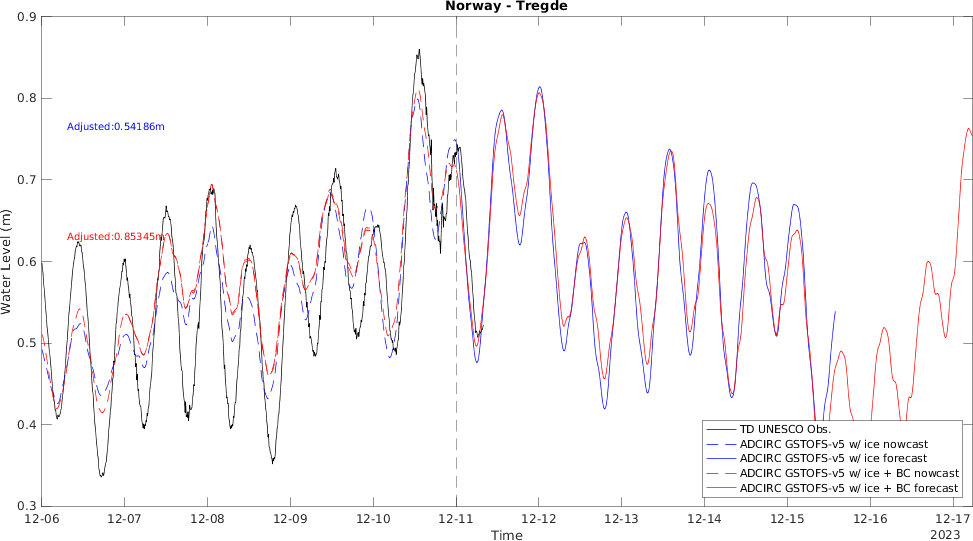 Norway - Tregde
Water Level (m)
0.9
0.8
0.7
0.6
0.5
0.4
0.3
Adjusted:0.54186m
Adjusted:0.85345m
TD UNESCO Obs.
ADCIRC GSTOFS-v5 w/ ice nowcast
ADCIRC GSTOFS-v5 w/ ice forecast
ADCIRC GSTOFS-v5 w/ ice + BC nowcast
ADCIRC GSTOFS-v5 w/ ice + BC forecast
12-06 12-07 12-08 12-09 12-10 12-11 12-12 12-13 12-14 12-15 12-16 12-17
Time
2023